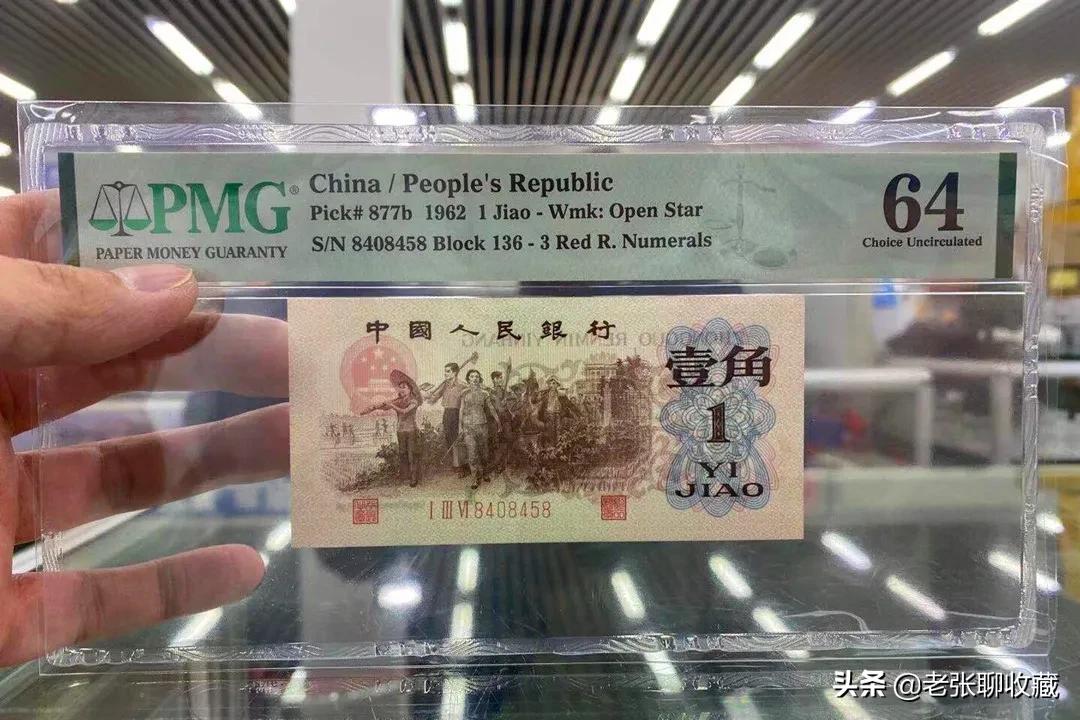 PMG®
PAPER MONEY GUARANTY
China / People's Republic
Pick# 877b 1962 1 Jiao - Wmk: Open Star
S/N 8408458 Block 136 - 3 Red R. Numerals
64
Choice Uncirculated
中國人民銀行
壹角
1
YI
JIAO
I III VI 8408458
头条 @老张聊收藏